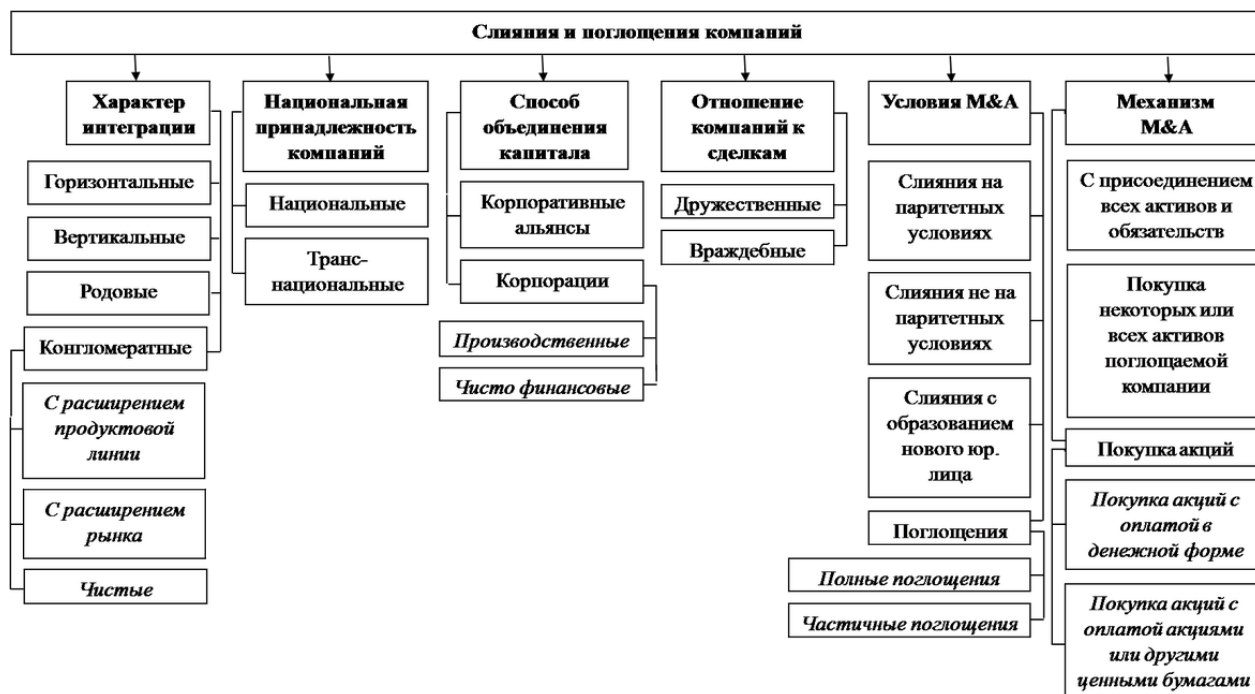 Слияния и поглощения компаний
Характер
интеграции
Горизонтальные
Вертикальные
Родовые
Конгломератные
С расширением
продуктовой
линии
С расширением
рынка
Чистые
Национальная
принадлежность
компаний
Национальные
Транс-
национальные
Способ
объединения
капитала
Корпоративные
альянсы
Корпорации
Производственные
Чисто финансовые
Отношение
компаний к
сделкам
Дружественные
Враждебные
Условия M&A
Слияния на
паритетных
условиях
Слияния не на
паритетных
условиях
Слияния с
образованием
нового юр.
лица
Поглощения
Полные поглощения
Частичные поглощения
Механизм
M&A
С присоединением
всех активов и
обязательств
Покупка
некоторых или
всех активов
поглощаемой
компании
Покупка акций
Покупка акций с
оплатой в
денежной форме
Покупка акций с
оплатой акциями
или другими
ценными бумагами